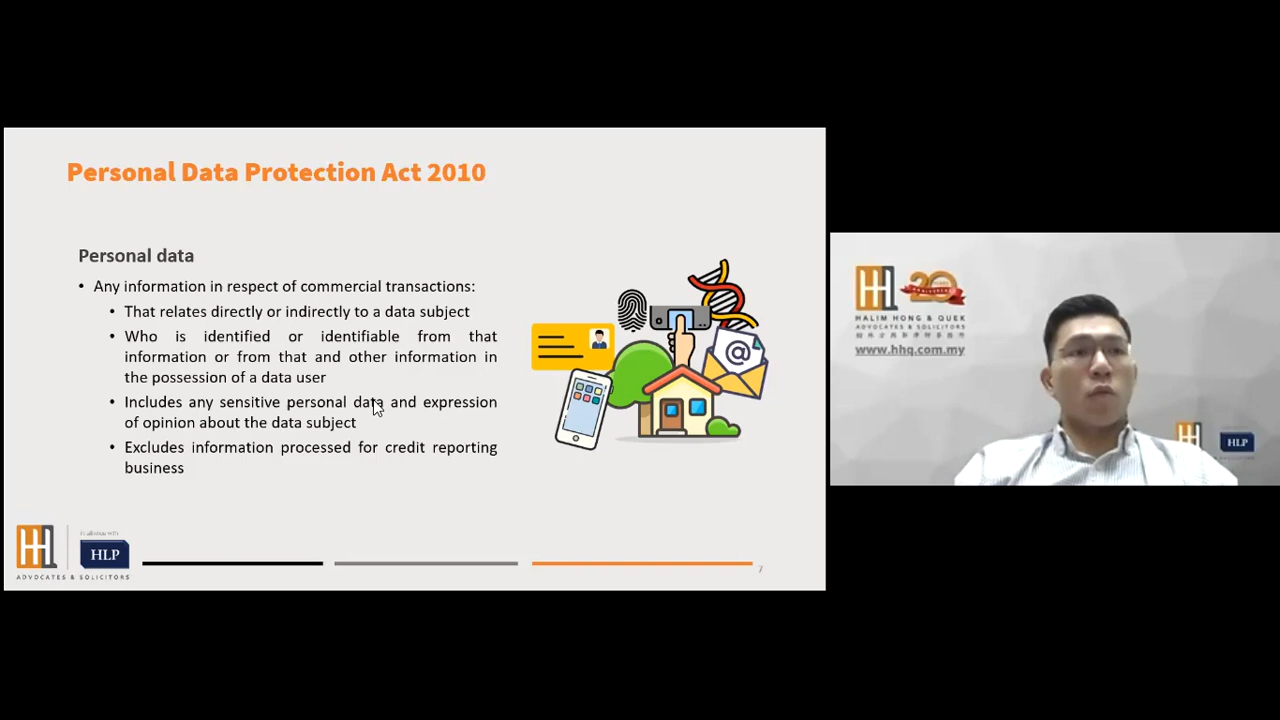 Personal Data Protection Act 2010
Personal data
• Any information in respect of commercial transactions:
• That relates directly or indirectly to a data subject
• Who is identified or identifiable from that
information or from that and other information in
the possession of a data user
• Includes any sensitive personal data and expression
of opinion about the data subject
• Excludes information processed for credit reporting
business
HLP
ADVOCATES & SOLICITORS
7
20
ANNIVERSARY
HALIM HONG & QUEK
ADVOCATES & SOLICITORS
www.hhq.com.my
HLP